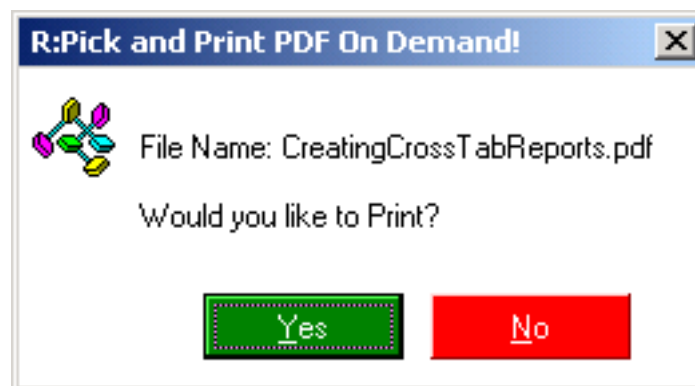 R:Pick and Print PDF On Demand!
File Name: CreatingCrossTabReports.pdf
Would you like to Print?
Yes No